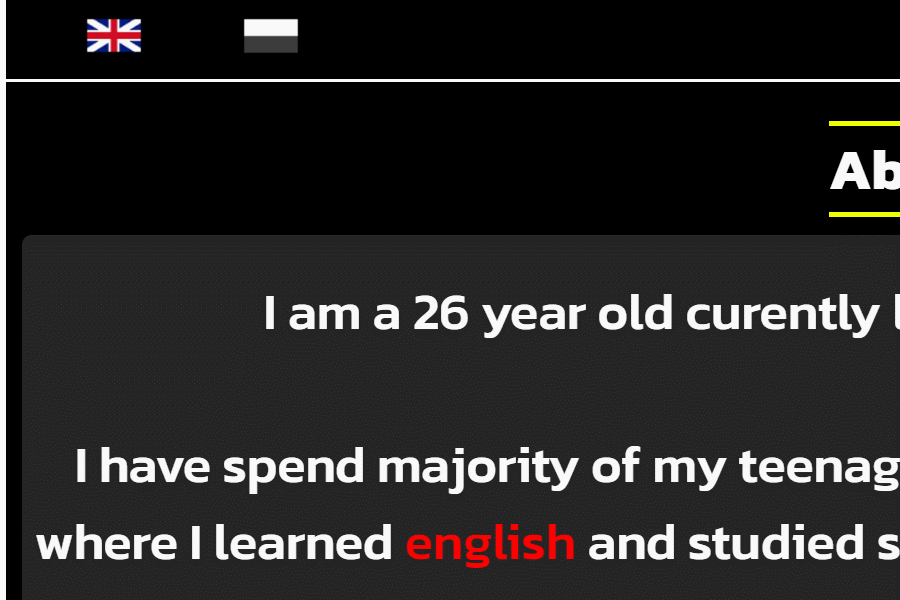 Ab
I am a 26 year old curently l
I have spend majority of my teenag
where I learned english and studied s